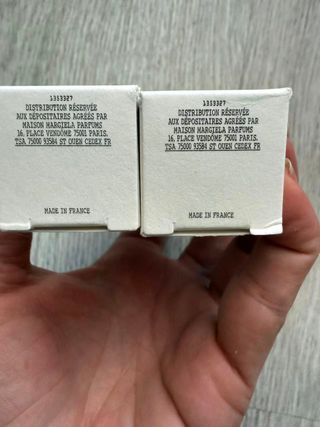 1353327
DISTRIBUTION RÉSERVÉE
AUX DÉPOSITAIRES AGRÉÉS PAR
MAISON MARGIELA PARFUMS
16, PLACE VENDÔME 75001 PARIS.
TSA 75000 93584 ST OUEN CEDEX FR
MADE IN FRANCE
1353327
DISTRIBUTION RÉSERVÉE
AUX DÉPOSITAIRES AGRÉÉS PAR
MAISON MARGIELA PARFUMS
16, PLACE VENDÔME 75001 PARIS.
TSA 75000 93584 ST OUEN CEDEX FR
MADE IN FRANCE